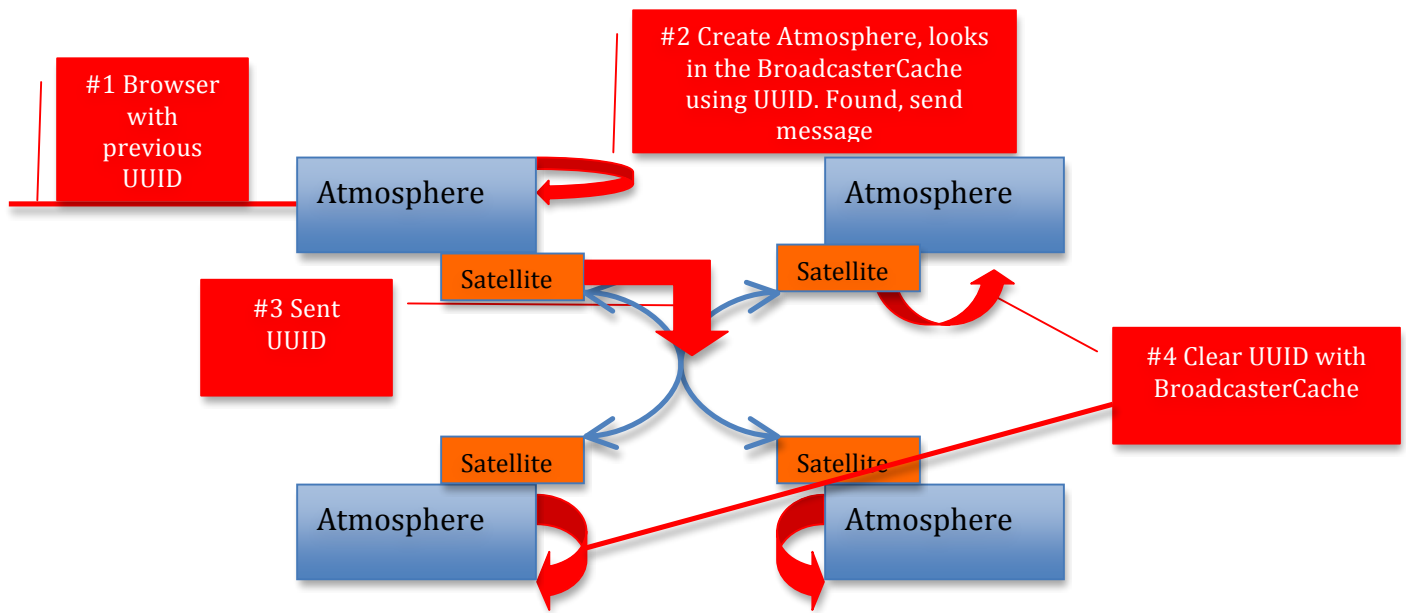 #1 Browser
with
previous
UUID
#2 Create Atmosphere, looks
in the BroadcasterCache
using UUID. Found, send
message
Atmosphere
Atmosphere
Satellite
Satellite
#3 Sent
UUID
#4 Clear UUID with
BroadcasterCache
Satellite
Satellite
Atmosphere
Atmosphere